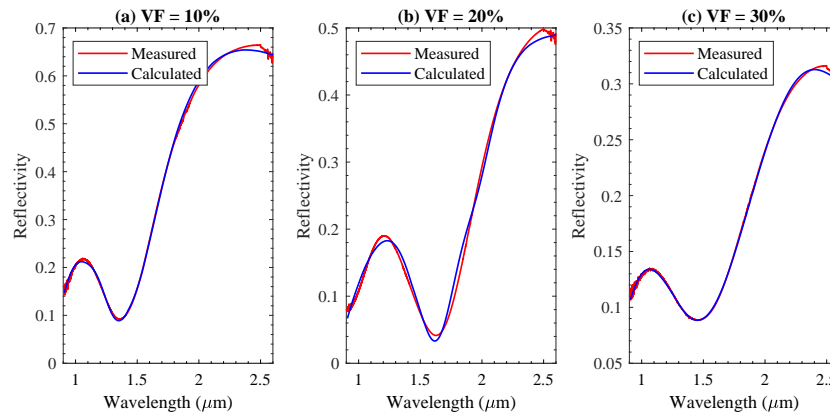 (a) VF = 10%
(b) VF = 20%
(c) VF = 30%
Reflectivity
0.7
0.6
0.5
0.4
0.3
0.2
0.1
0
Measured
Calculated
1
1.5
2
2.5
Wavelength (μm)
Reflectivity
0.5
0.4
0.3
0.2
0.1
0
Measured
Calculated
1
1.5
2
2.5
Wavelength (μm)
Reflectivity
0.35
0.3
0.25
0.2
0.15
0.1
0.05
Measured
Calculated
1
1.5
2
2.5
Wavelength (μm)